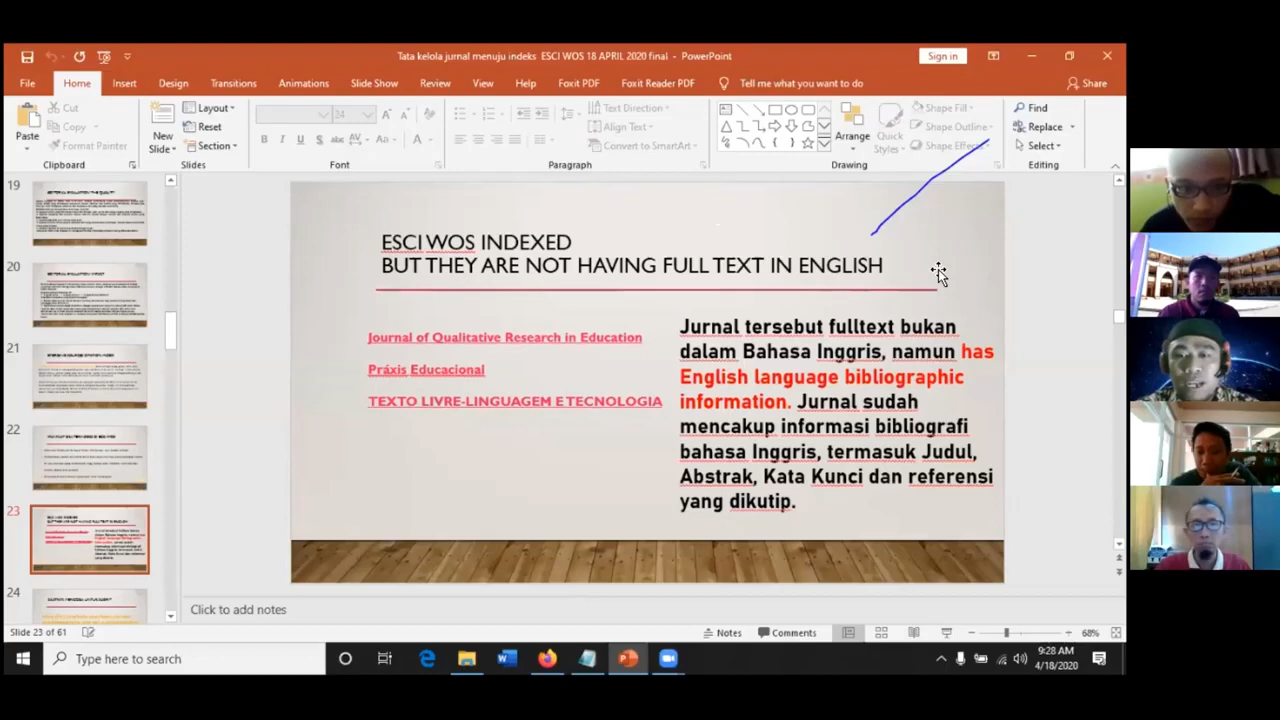 Tata kelola jurnal menuju indeks ESCI WOS 18 APRIL 2020 final - PowerPoint
Sign in
File Home Insert Design Transitions Animations Slide Show Review View Help Foxit PDF Foxit Reader PDF Tell me what you want to do Share
Paste
Cut
Copy
Format Painter
Clipboard
New Slide
Layout
Reset
Section
Slides
24
Font
Text Direction
Align Text
Convert to SmartArt
Paragraph
Arrange
Quick Styles
Shape Fill
Shape Outline
Shape Effects
Drawing
Find
Replace
Select
Editing
19
20
21
22
23
24
ESCI WOS INDEXED
BUT THEY ARE NOT HAVING FULL TEXT IN ENGLISH
Journal of Qualitative Research in Education
Práxis Educacional
TEXTO LIVRE-LINGUAGEM E TECNOLOGIA
Jurnal tersebut fulltext bukan
dalam Bahasa Inggris, namun has
English language bibliographic
information. Jurnal sudah
mencakup informasi bibliografi
bahasa Inggris, termasuk Judul,
Abstrak, Kata Kunci dan referensi
yang dikutip.
Click to add notes
Slide 23 of 61
Notes
Comments
68%
Type here to search
9:28 AM
4/18/2020